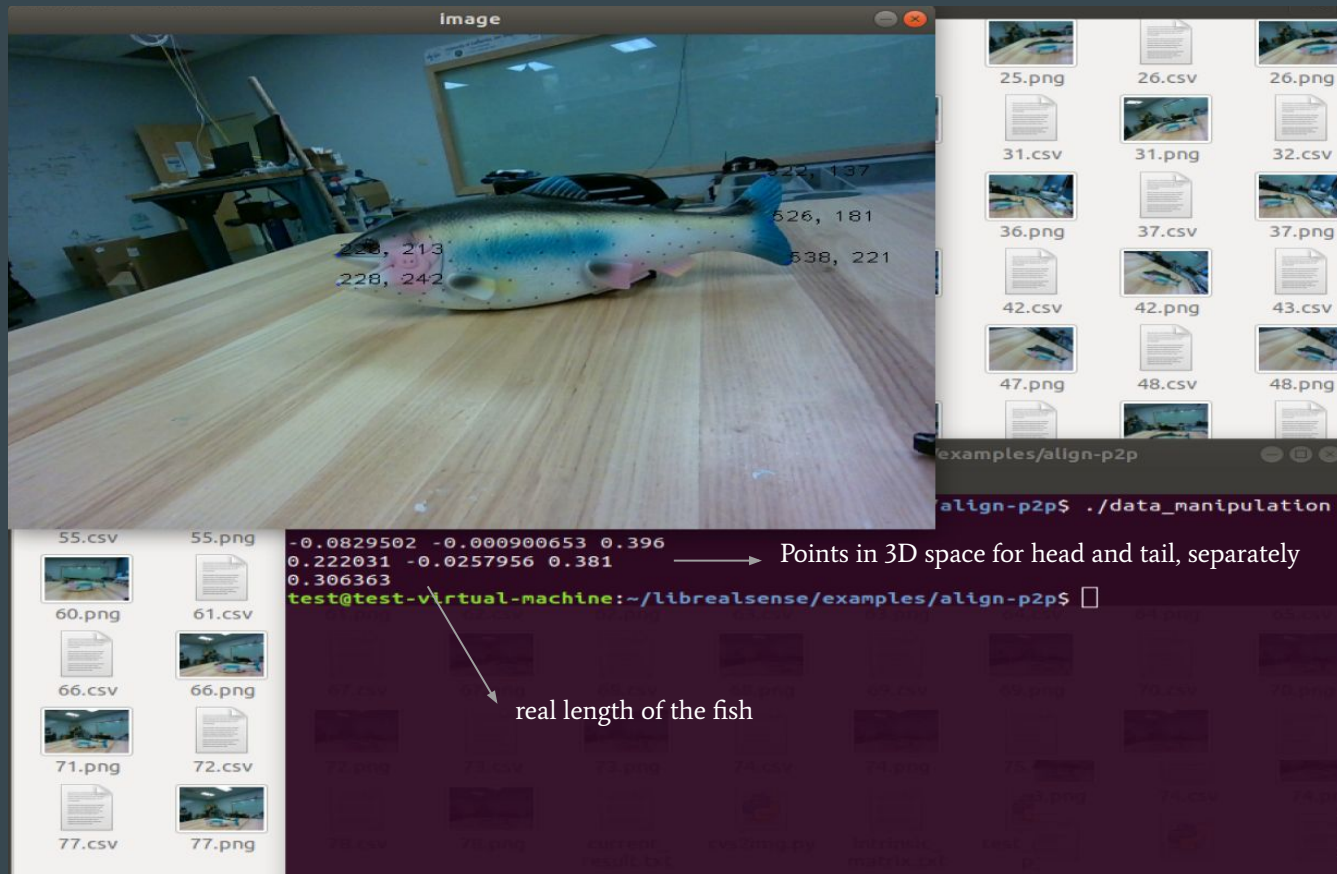 image
25.png
26.csv
26.png
31.csv
31.png
32.csv
36.png
37.csv
37.png
42.csv
42.png
43.csv
47.png
48.csv
48.png
137
526, 181
213
538, 221
228, 242
examples/align-p2p
align-p2p$ ./data_manipulation
55.csv
55.png
-0.0829502 -0.000900653 0.396
0.222031 -0.0257956 0.381
0.306363
Points in 3D space for head and tail, separately
test@test-virtual-machine:~/librealsense/examples/align-p2p$
60.png
61.csv
66.csv
66.png
real length of the fish
71.png
72.csv
77.csv
77.png